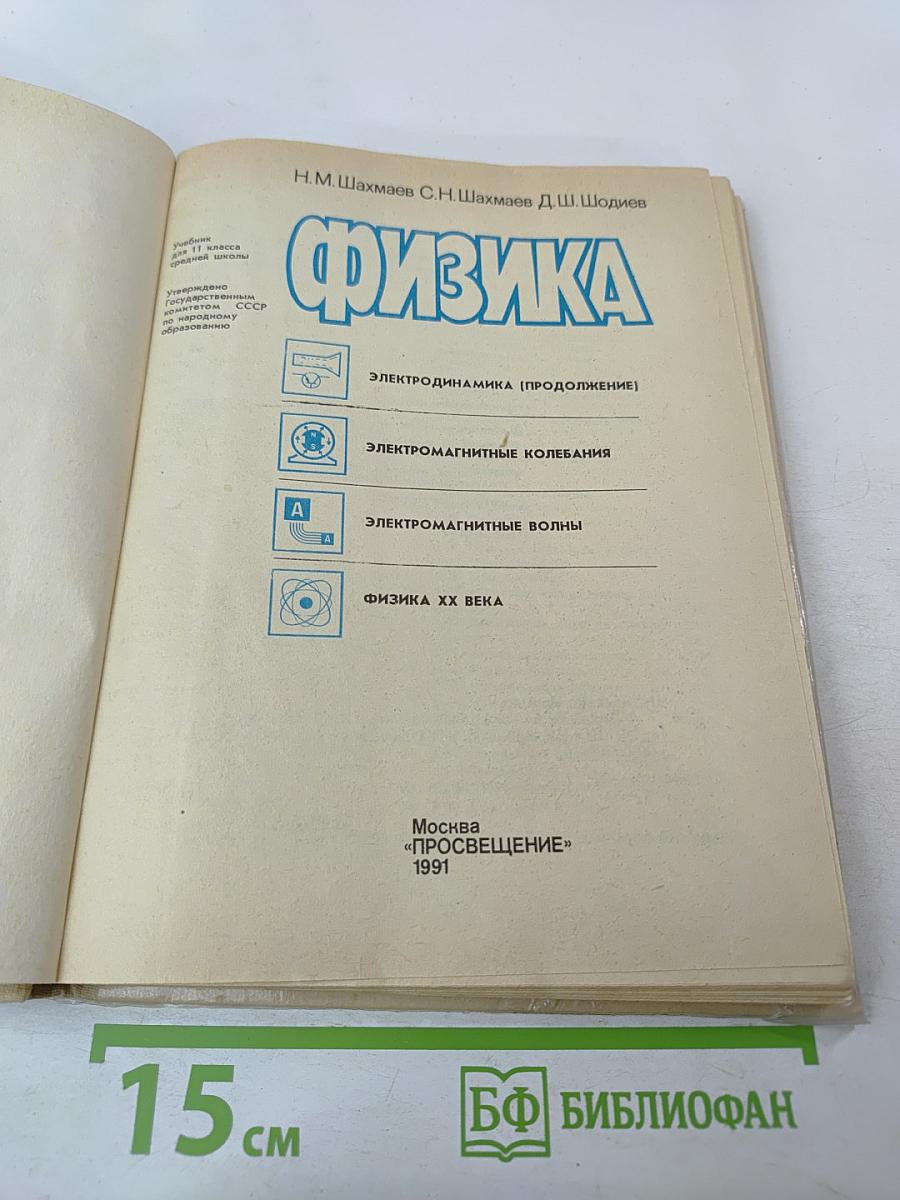 Н.М.Шахмаев С.Н.Шахмаев Д.Ш.Шодиев
ФИЗИКА
Учебник
для 11 класса
средней школы
Утверждено
Государственным
комитетом СССР
по народному
образованию
ЭЛЕКТРОДИНАМИКА (ПРОДОЛЖЕНИЕ)
N
S
ЭЛЕКТРОМАГНИТНЫЕ КОЛЕБАНИЯ
А
А
ЭЛЕКТРОМАГНИТНЫЕ ВОЛНЫ
ФИЗИКА XX ВЕКА
Москва
«ПРОСВЕЩЕНИЕ»
1991
15 см
БФ БИБЛИОФАН